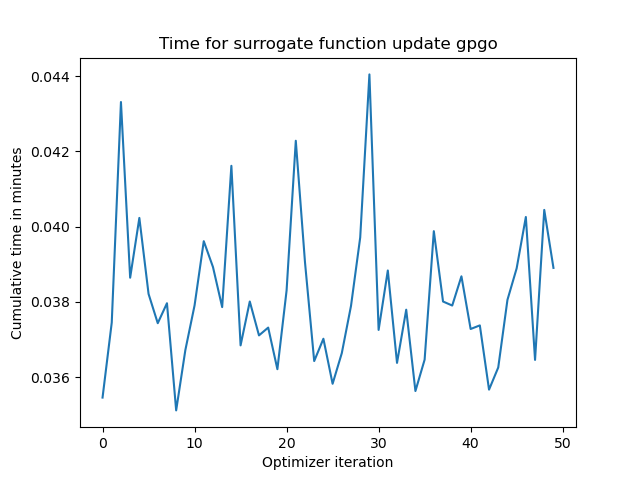 Time for surrogate function update gpgo
0.044
0.042
0.040
0.038
0.036
Cumulative time in minutes
0 10 20 30 40 50
Optimizer iteration